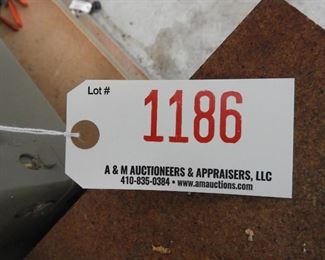 Lot #
1186
A & M AUCTIONEERS & APPRAISERS, LLC
410-835-0384 • www.amauctions.com